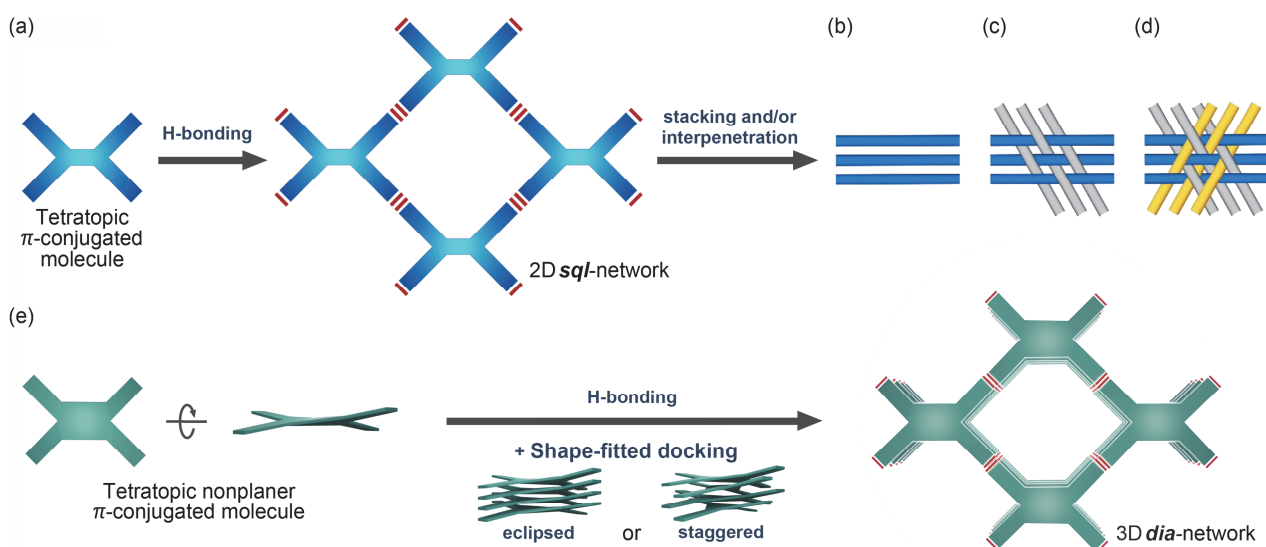 (a)
(b)
(c)
(d)
H-bonding
stacking and/or
interpenetration
Tetratopic
π-conjugated
molecule
2D sql-network
(e)
H-bonding
+ Shape-fitted docking
eclipsed or staggered
Tetratopic nonplaner
π-conjugated molecule
3D dia-network